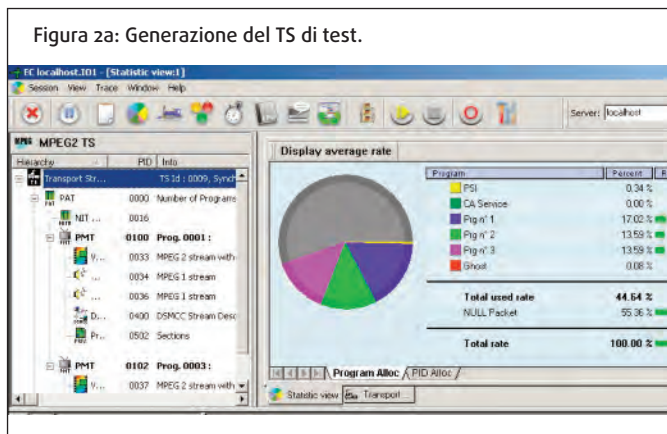 Figura 2a: Generazione del TS di test.
FC localhost.IO1 - [Statistic view:1]
Session View Trace Window Help
Server: localhost
MPEG2 TS
Hierarchy PID Info
Transport Str... TS Id : 0009, Synch
PAT 0000 Number of Programs
NIT ... 0016
PMT 0100 Prog. 0001 :
V... 0033 MPEG 2 stream with
... 0034 MPEG 1 stream
... 0036 MPEG 1 stream
D... 0400 DSMCC Stream Desc
Pr... 0502 Sections
PMT 0102 Prog. 0003 :
V... 0037 MPEG 2 stream with
Display average rate
Program Percent
PSI 0.34 %
CA Service 0.00 %
Prg n° 1 17.02 %
Prg n° 2 13.59 %
Prg n° 3 13.59 %
Ghost 0.08 %
Total used rate 44.64 %
NULL Packet 55.36 %
Total rate 100.00 %
Program Alloc PID Alloc
Statistic view Transport...